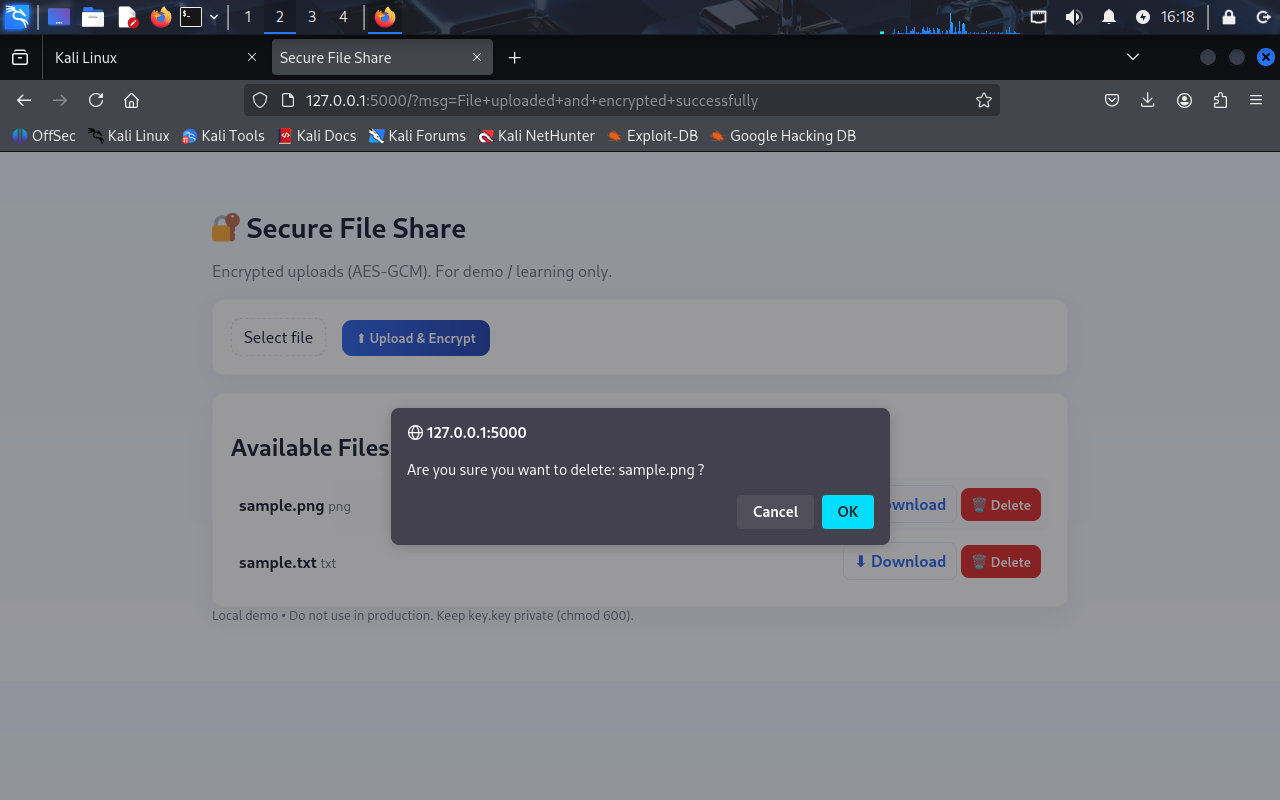 1 2 3 4 16:18
Kali Linux Secure File Share
127.0.0.1:5000/?msg=File+uploaded+and+encrypted+successfully
OffSec Kali Linux Kali Tools Kali Docs Kali Forums Kali NetHunter Exploit-DB Google Hacking DB
Secure File Share
Encrypted uploads (AES-GCM). For demo / learning only.
Select file ⬆ Upload & Encrypt
127.0.0.1:5000
Available Files
Are you sure you want to delete: sample.png ?
sample.png png
wnload Delete
Cancel OK
sample.txt txt ⬇ Download Delete
Local demo • Do not use in production. Keep key.key private (chmod 600).